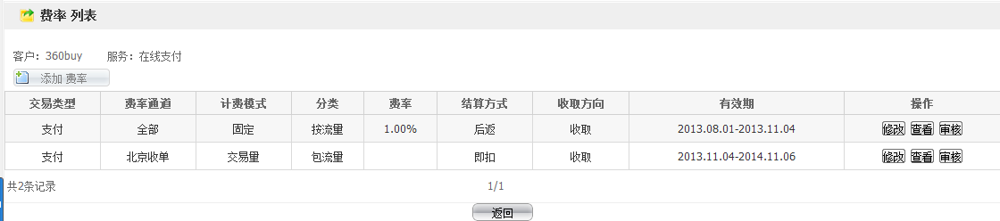 费率 列表
客户：360buy 服务：在线支付
添加 费率
交易类型 费率通道 计费模式 分类 费率 结算方式 收取方向 有效期 操作
支付 全部 固定 按流量 1.00% 后返 收取 2013.08.01-2013.11.04 修改 查看 审核
支付 北京收单 交易量 包流量 即扣 收取 2013.11.04-2014.11.06 修改 查看 审核
共2条记录 1/1
返回